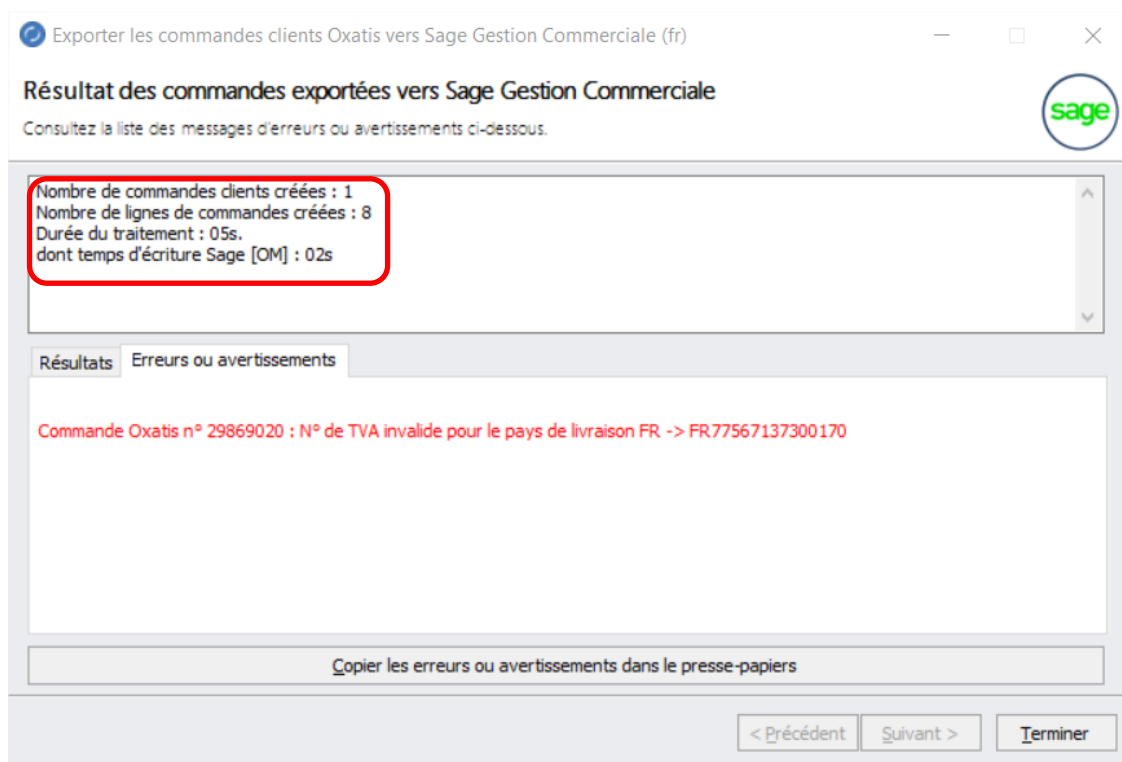 Exporter les commandes clients Oxatis vers Sage Gestion Commerciale (fr)
Résultat des commandes exportées vers Sage Gestion Commerciale
Consultez la liste des messages d'erreurs ou avertissements ci-dessous.
sage
Nombre de commandes clients créées : 1
Nombre de lignes de commandes créées : 8
Durée du traitement : 05s.
dont temps d'écriture Sage [OM] : 02s
Résultats Erreurs ou avertissements
Commande Oxatis n° 29869020 : N° de TVA invalide pour le pays de livraison FR -> FR77567137300170
Copier les erreurs ou avertissements dans le presse-papiers
< Précédent Suivant > Terminer